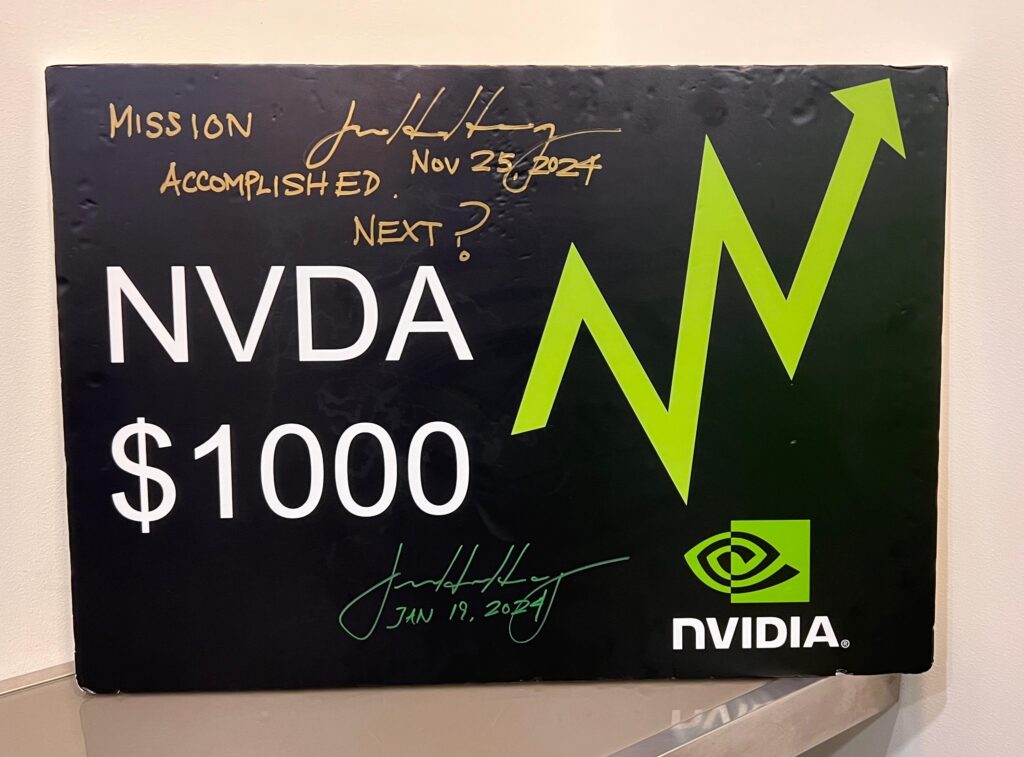 MISSION
ACCOMPLISHED.
NOV 25, 2024
NEXT?
NVDA
$1000
JAN 19, 2024
NVIDIA®